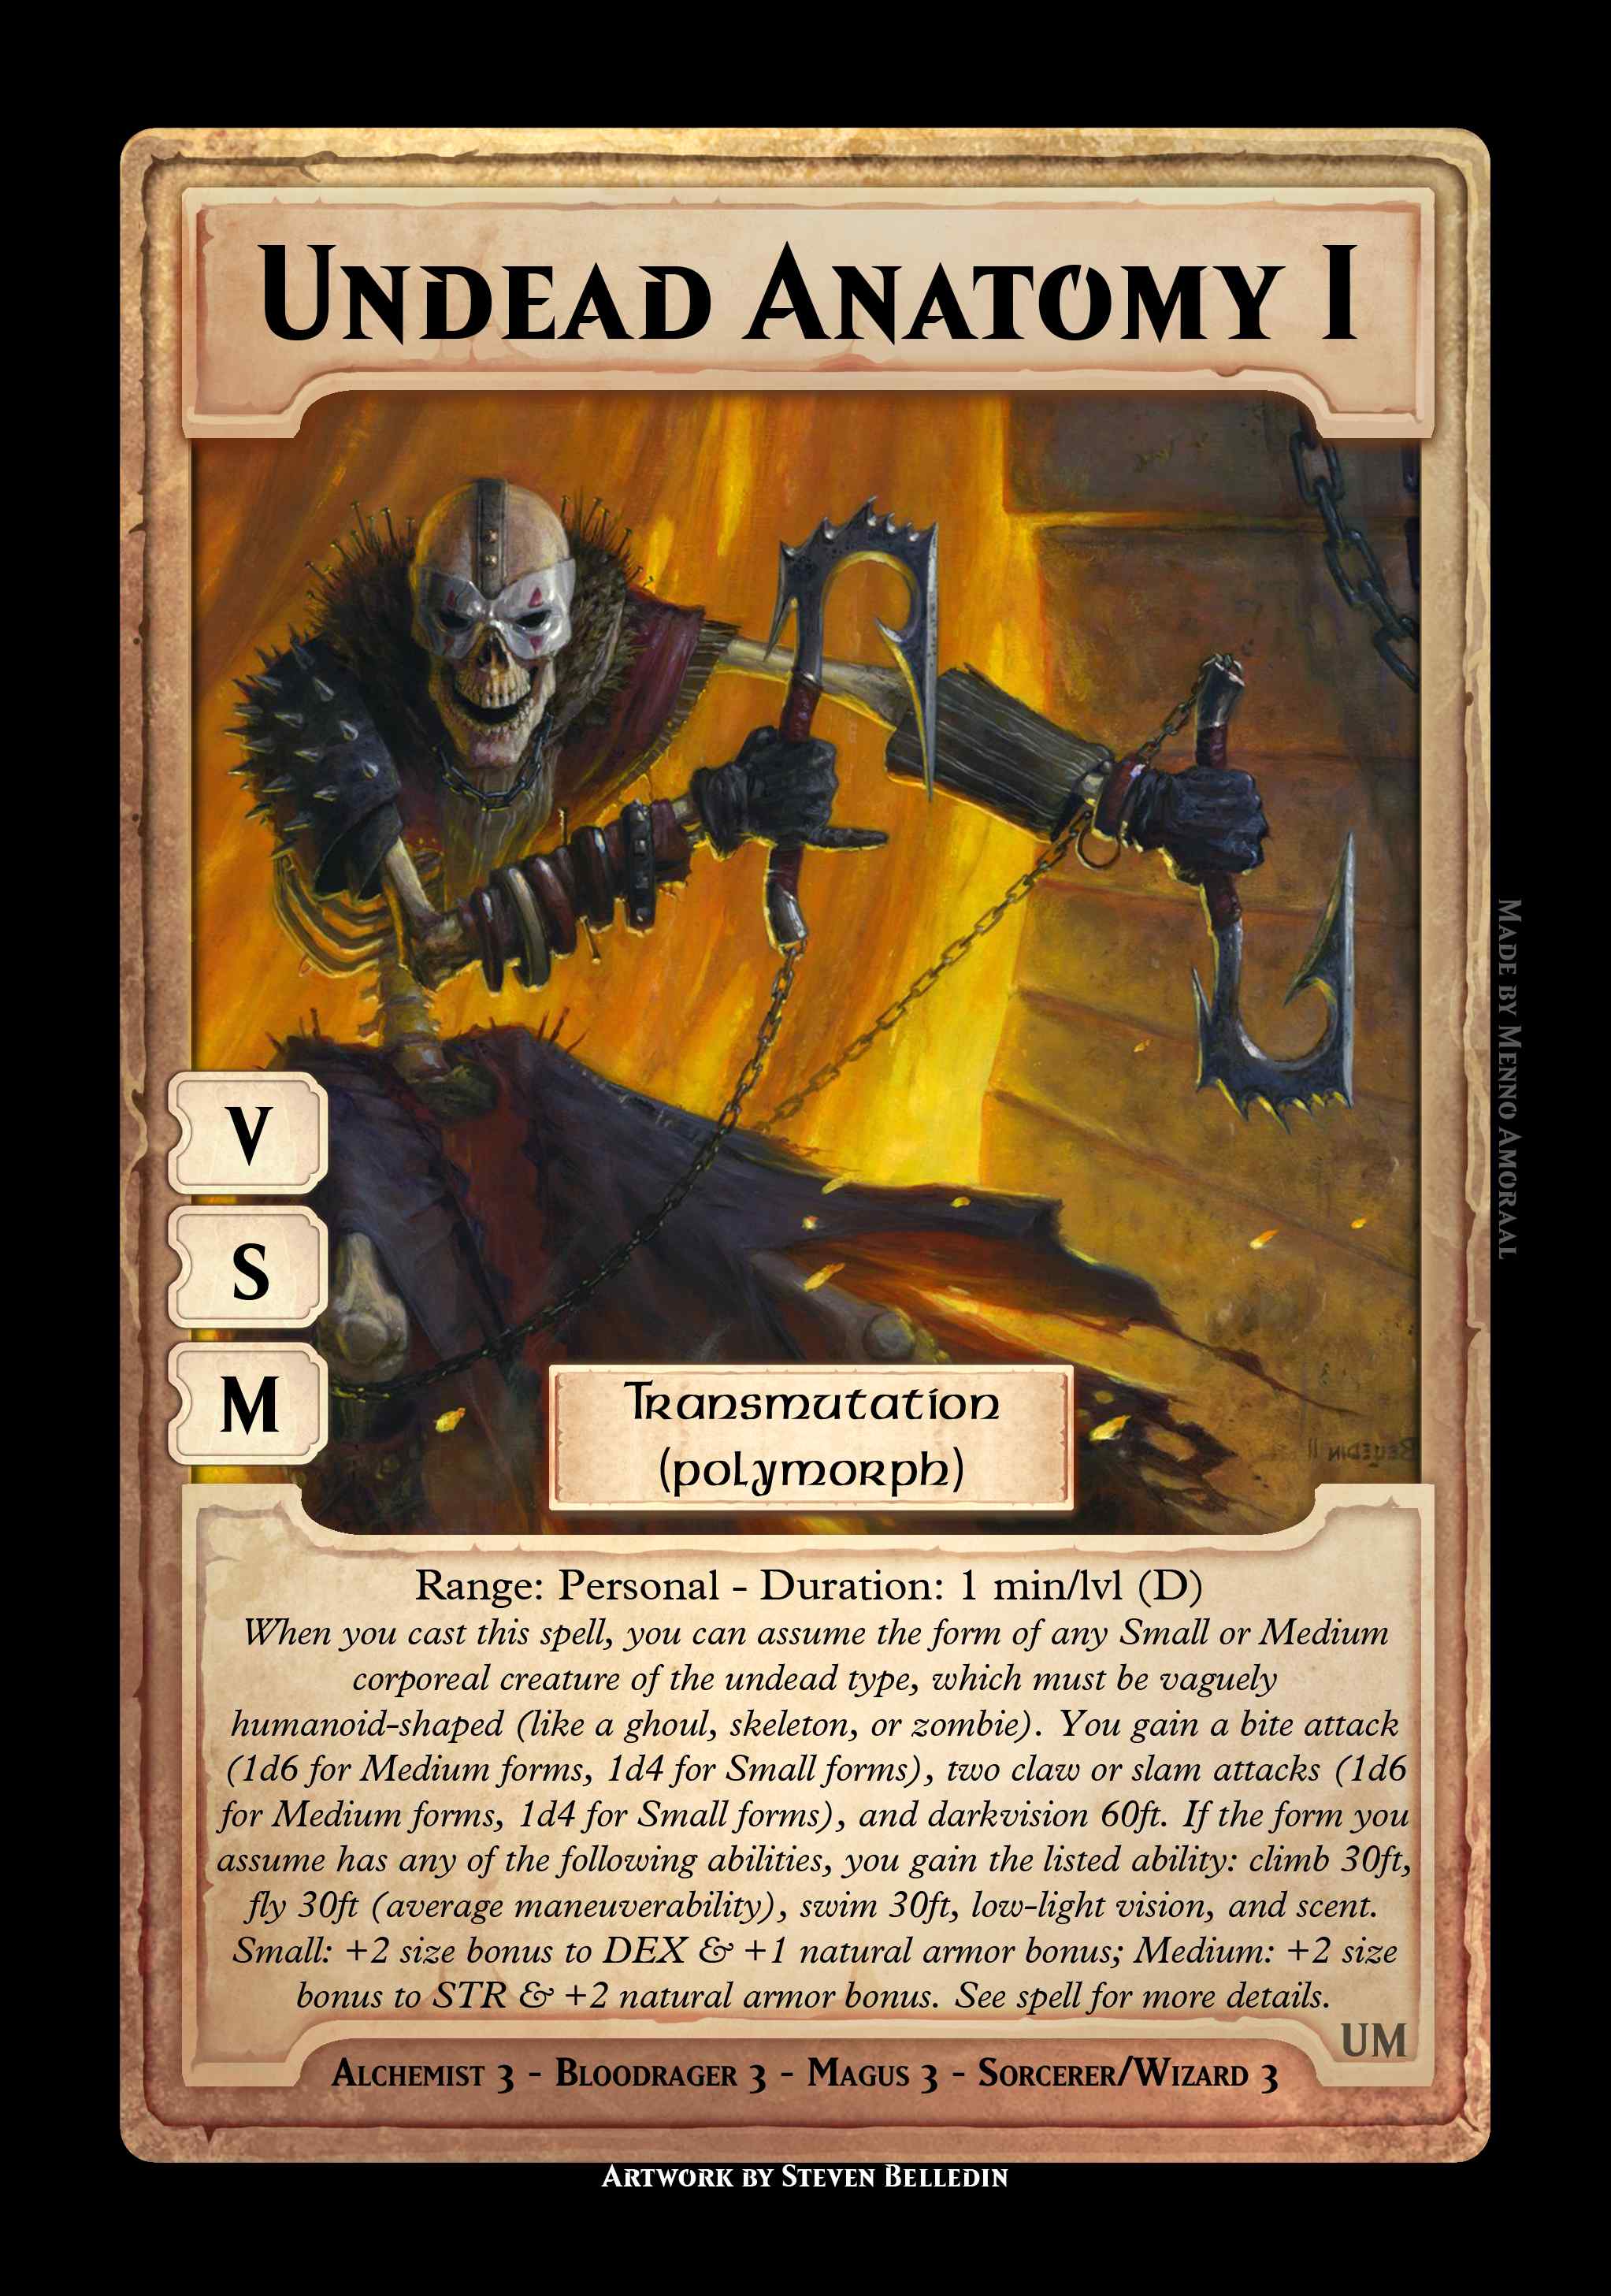 Undead Anatomy I
V
S
M
Transmutation
(polymorph)
Range: Personal - Duration: 1 min/lvl (D)
When you cast this spell, you can assume the form of any Small or Medium
corporeal creature of the undead type, which must be vaguely
humanoid-shaped (like a ghoul, skeleton, or zombie). You gain a bite attack
(1d6 for Medium forms, 1d4 for Small forms), two claw or slam attacks (1d6
for Medium forms, 1d4 for Small forms), and darkvision 60ft. If the form you
assume has any of the following abilities, you gain the listed ability: climb 30ft,
fly 30ft (average maneuverability), swim 30ft, low-light vision, and scent.
Small: +2 size bonus to DEX & +1 natural armor bonus; Medium: +2 size
bonus to STR & +2 natural armor bonus. See spell for more details.
UM
Alchemist 3 - Bloodrager 3 - Magus 3 - Sorcerer/Wizard 3
Artwork by Steven Belledin
Made by Menno Amoraal
Belledin 11